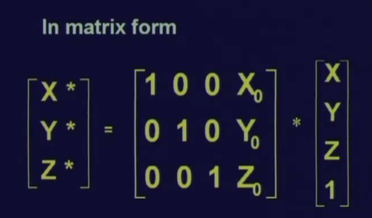 In matrix form
[X *] = [1 0 0 X₀] * [X]
[Y *] [0 1 0 Y₀] [Y]
[Z *] [0 0 1 Z₀] [Z]
[1]